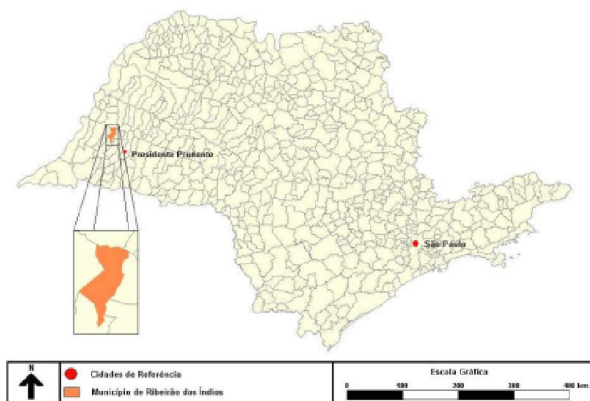 Presidente Prudente
São Paulo
N
Cidades de Referência
Município de Ribeirão dos Índios
Escala Gráfica
0 100 200 300 400 km